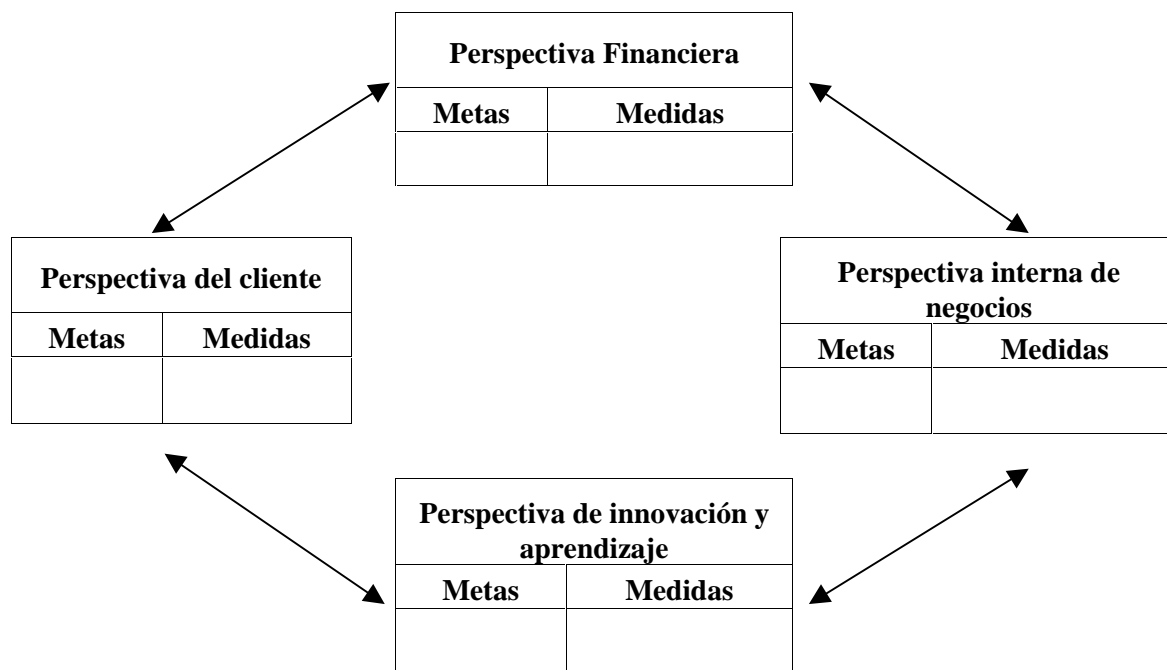 Perspectiva Financiera
Metas Medidas
Perspectiva del cliente
Metas Medidas
Perspectiva interna de
negocios
Metas Medidas
Perspectiva de innovación y
aprendizaje
Metas Medidas